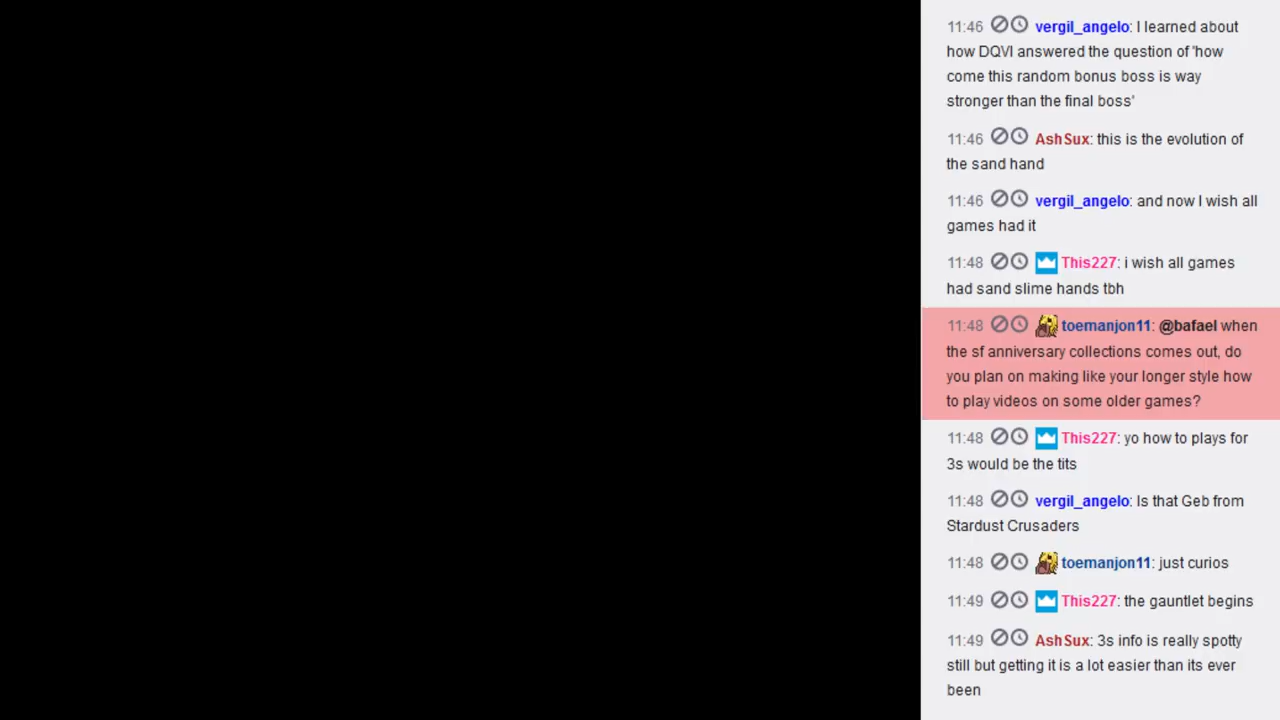 11:46 vergil_angelo: I learned about
how DQVI answered the question of 'how
come this random bonus boss is way
stronger than the final boss'
11:46 AshSux: this is the evolution of
the sand hand
11:46 vergil_angelo: and now I wish all
games had it
11:48 This227: i wish all games
had sand slime hands tbh
11:48 toemanjon11: @bafael when
the sf anniversary collections comes out, do
you plan on making like your longer style how
to play videos on some older games?
11:48 This227: yo how to plays for
3s would be the tits
11:48 vergil_angelo: Is that Geb from
Stardust Crusaders
11:48 toemanjon11: just curios
11:49 This227: the gauntlet begins
11:49 AshSux: 3s info is really spotty
still but getting it is a lot easier than its ever
been